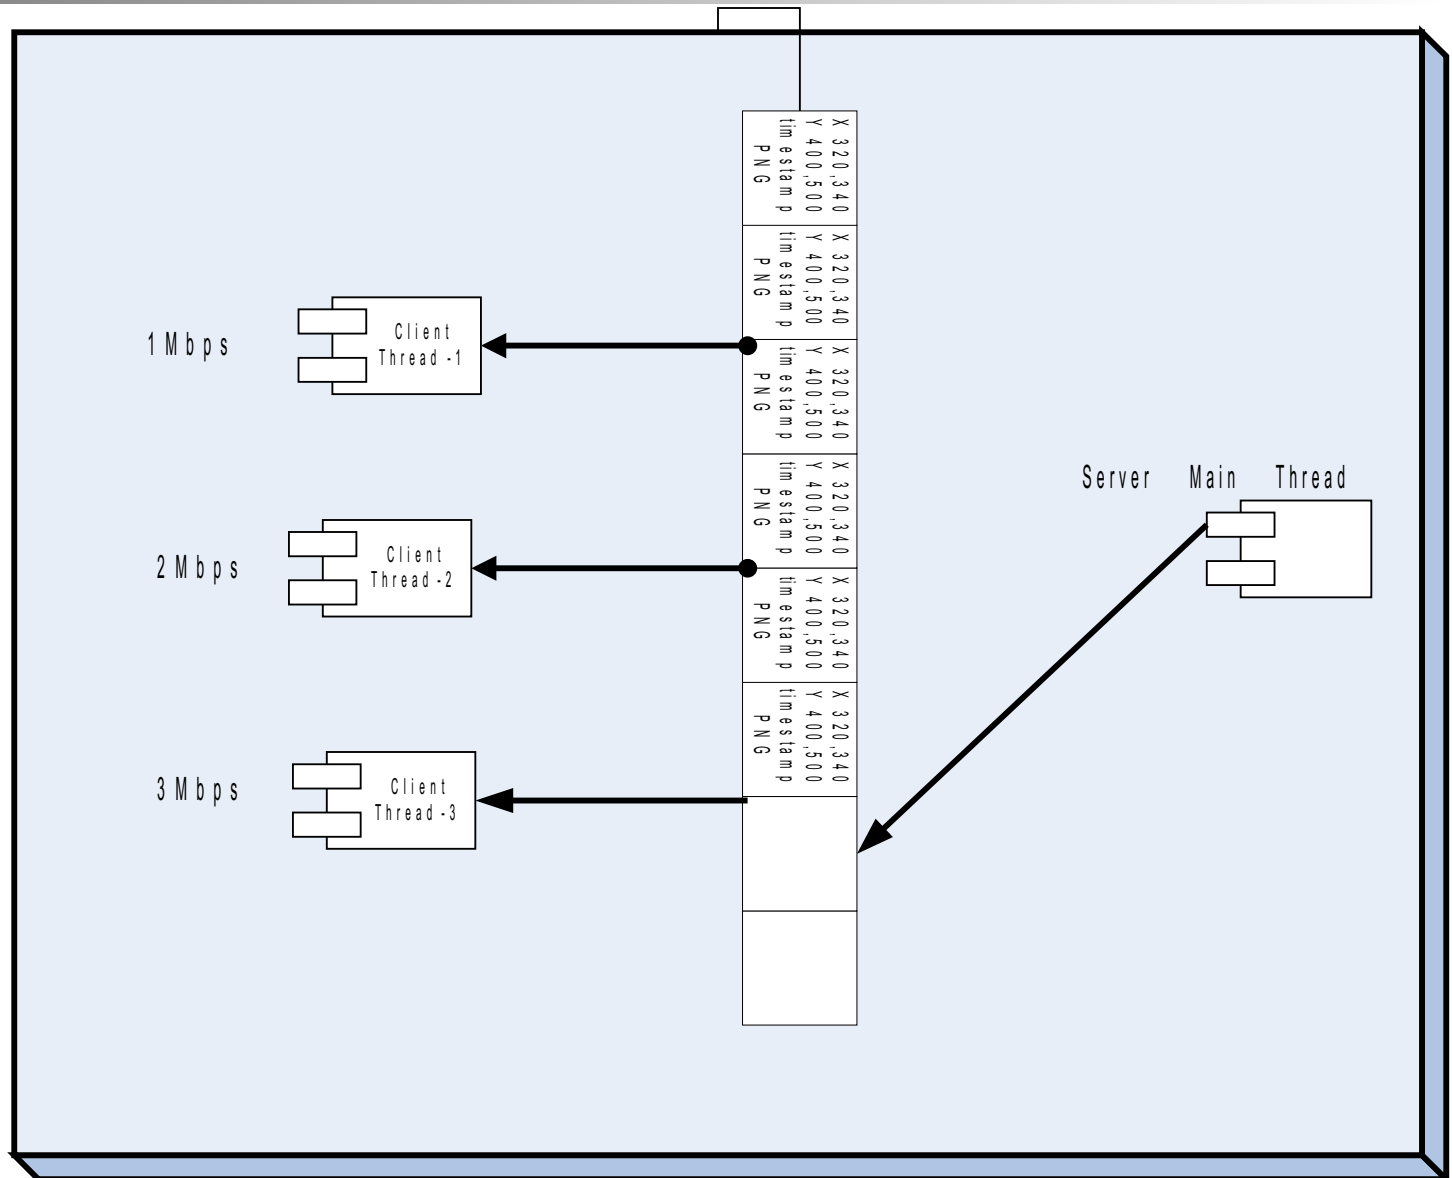 X 320,340
Y 400,500
timestamp
PNG
X 320,340
Y 400,500
timestamp
PNG
1 Mbps
Client
Thread -1
X 320,340
Y 400,500
timestamp
PNG
X 320,340
Y 400,500
timestamp
PNG
Server Main Thread
2 Mbps
Client
Thread -2
X 320,340
Y 400,500
timestamp
PNG
X 320,340
Y 400,500
timestamp
PNG
3 Mbps
Client
Thread -3